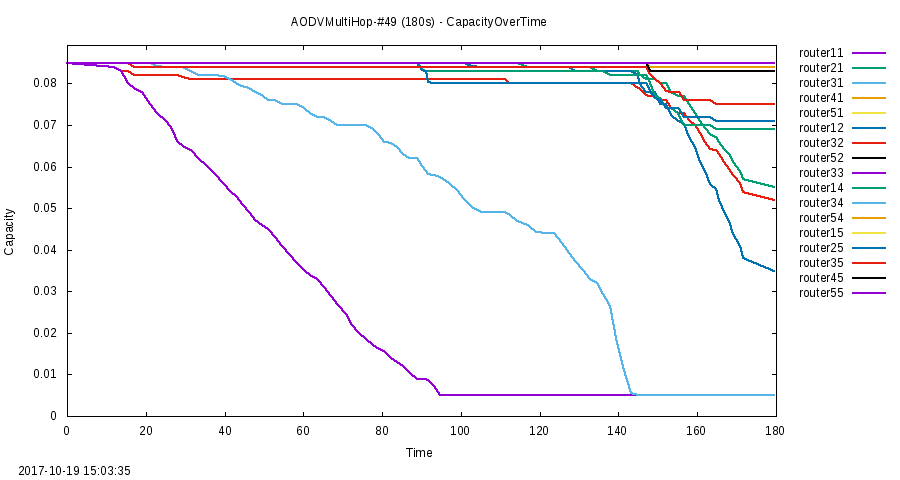 AODVMultiHop-#49 (180s) - CapacityOverTime
router11
router21
router31
router41
router51
router12
router32
router52
router33
router14
router34
router54
router15
router25
router35
router45
router55
Capacity
0.08
0.07
0.06
0.05
0.04
0.03
0.02
0.01
0
0 20 40 60 80 100 120 140 160 180
Time
2017-10-19 15:03:35